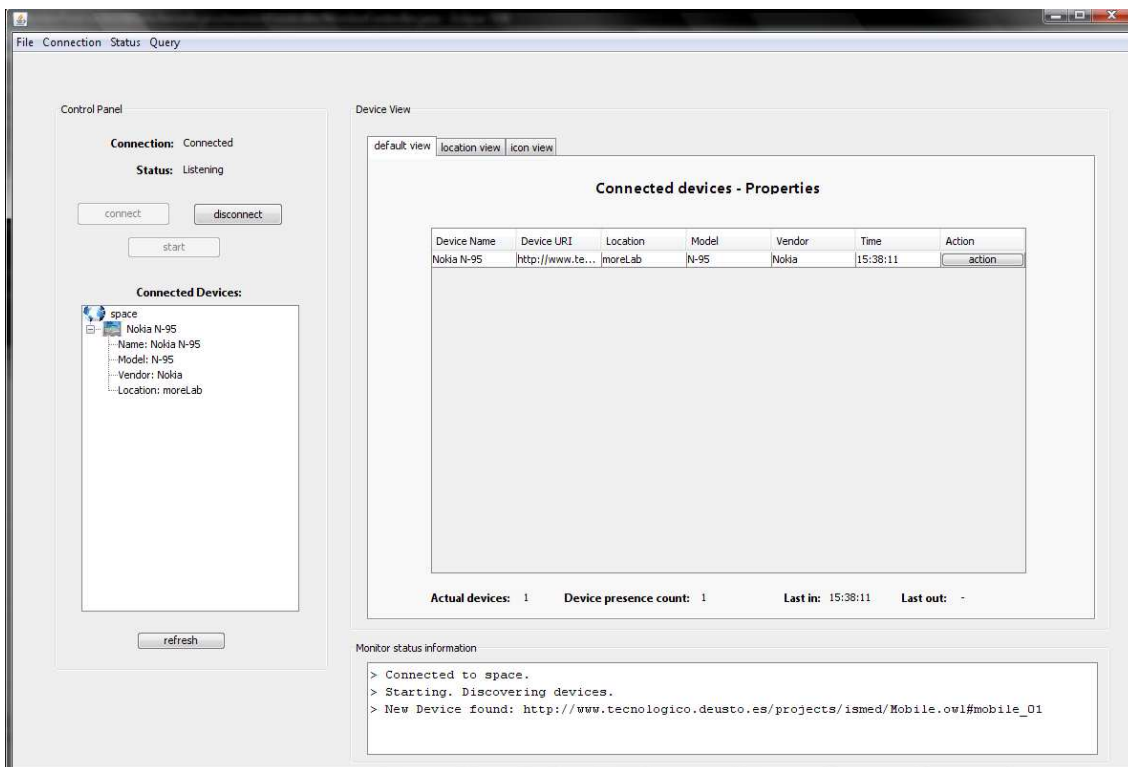 File Connection Status Query
Control Panel
Connection: Connected
Status: Listening
connect disconnect
start
Connected Devices:
space
Nokia N-95
Name: Nokia N-95
Model: N-95
Vendor: Nokia
Location: moreLab
refresh
Device View
default view location view icon view
Connected devices - Properties
Device Name Device URI Location Model Vendor Time Action
Nokia N-95 http://www.te... moreLab N-95 Nokia 15:38:11 action
Actual devices: 1 Device presence count: 1 Last in: 15:38:11 Last out: -
Monitor status information
> Connected to space.
> Starting. Discovering devices.
> New Device found: http://www.tecnologico.deusto.es/projects/ismed/Mobile.owl#mobile_01